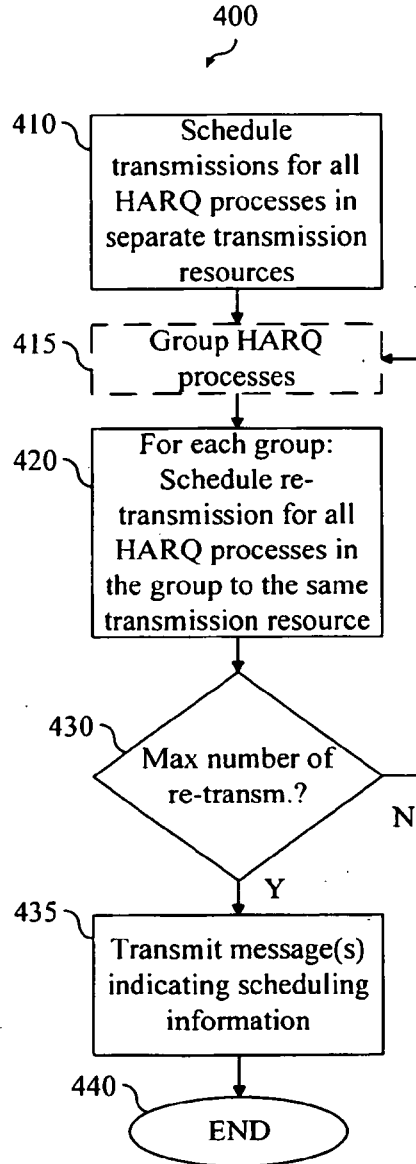 400
410
Schedule
transmissions for all
HARQ processes in
separate transmission
resources
415
Group HARQ
processes
420
For each group:
Schedule re-
transmission for all
HARQ processes in
the group to the same
transmission resource
430
Max number of
re-transm.?
N
Y
435
Transmit message(s)
indicating scheduling
information
440
END